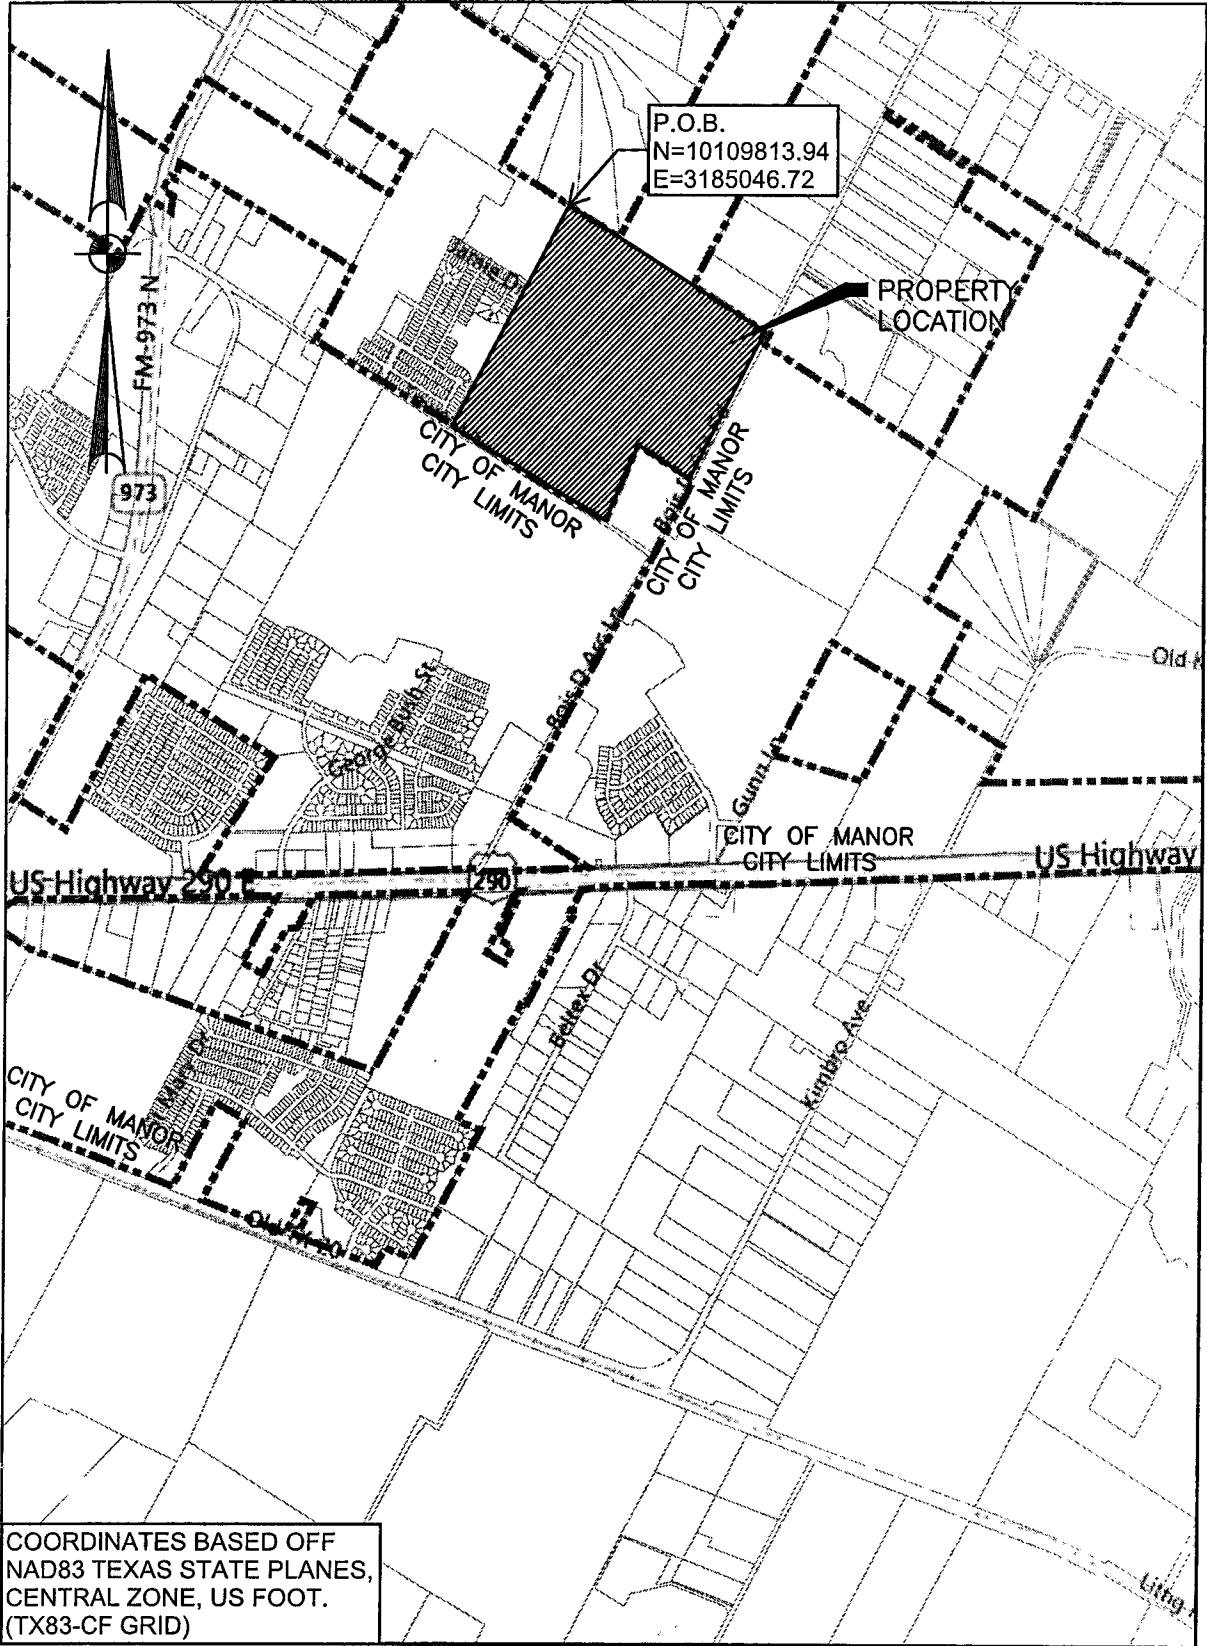 P.O.B.
N=10109813.94
E=3185046.72
PROPERTY
LOCATION
FM-973 N
973
CITY OF MANOR
CITY LIMITS
CITY OF MANOR
CITY LIMITS
Bois D Arc Ln
George Bush St
Gunn Ln
Old
CITY OF MANOR
CITY LIMITS
US Highway 290 E
290
US Highway
Beltex Dr
Kimbro Ave
CITY OF MANOR
CITY LIMITS
Mary Dr
COORDINATES BASED OFF
NAD83 TEXAS STATE PLANES,
CENTRAL ZONE, US FOOT.
(TX83-CF GRID)